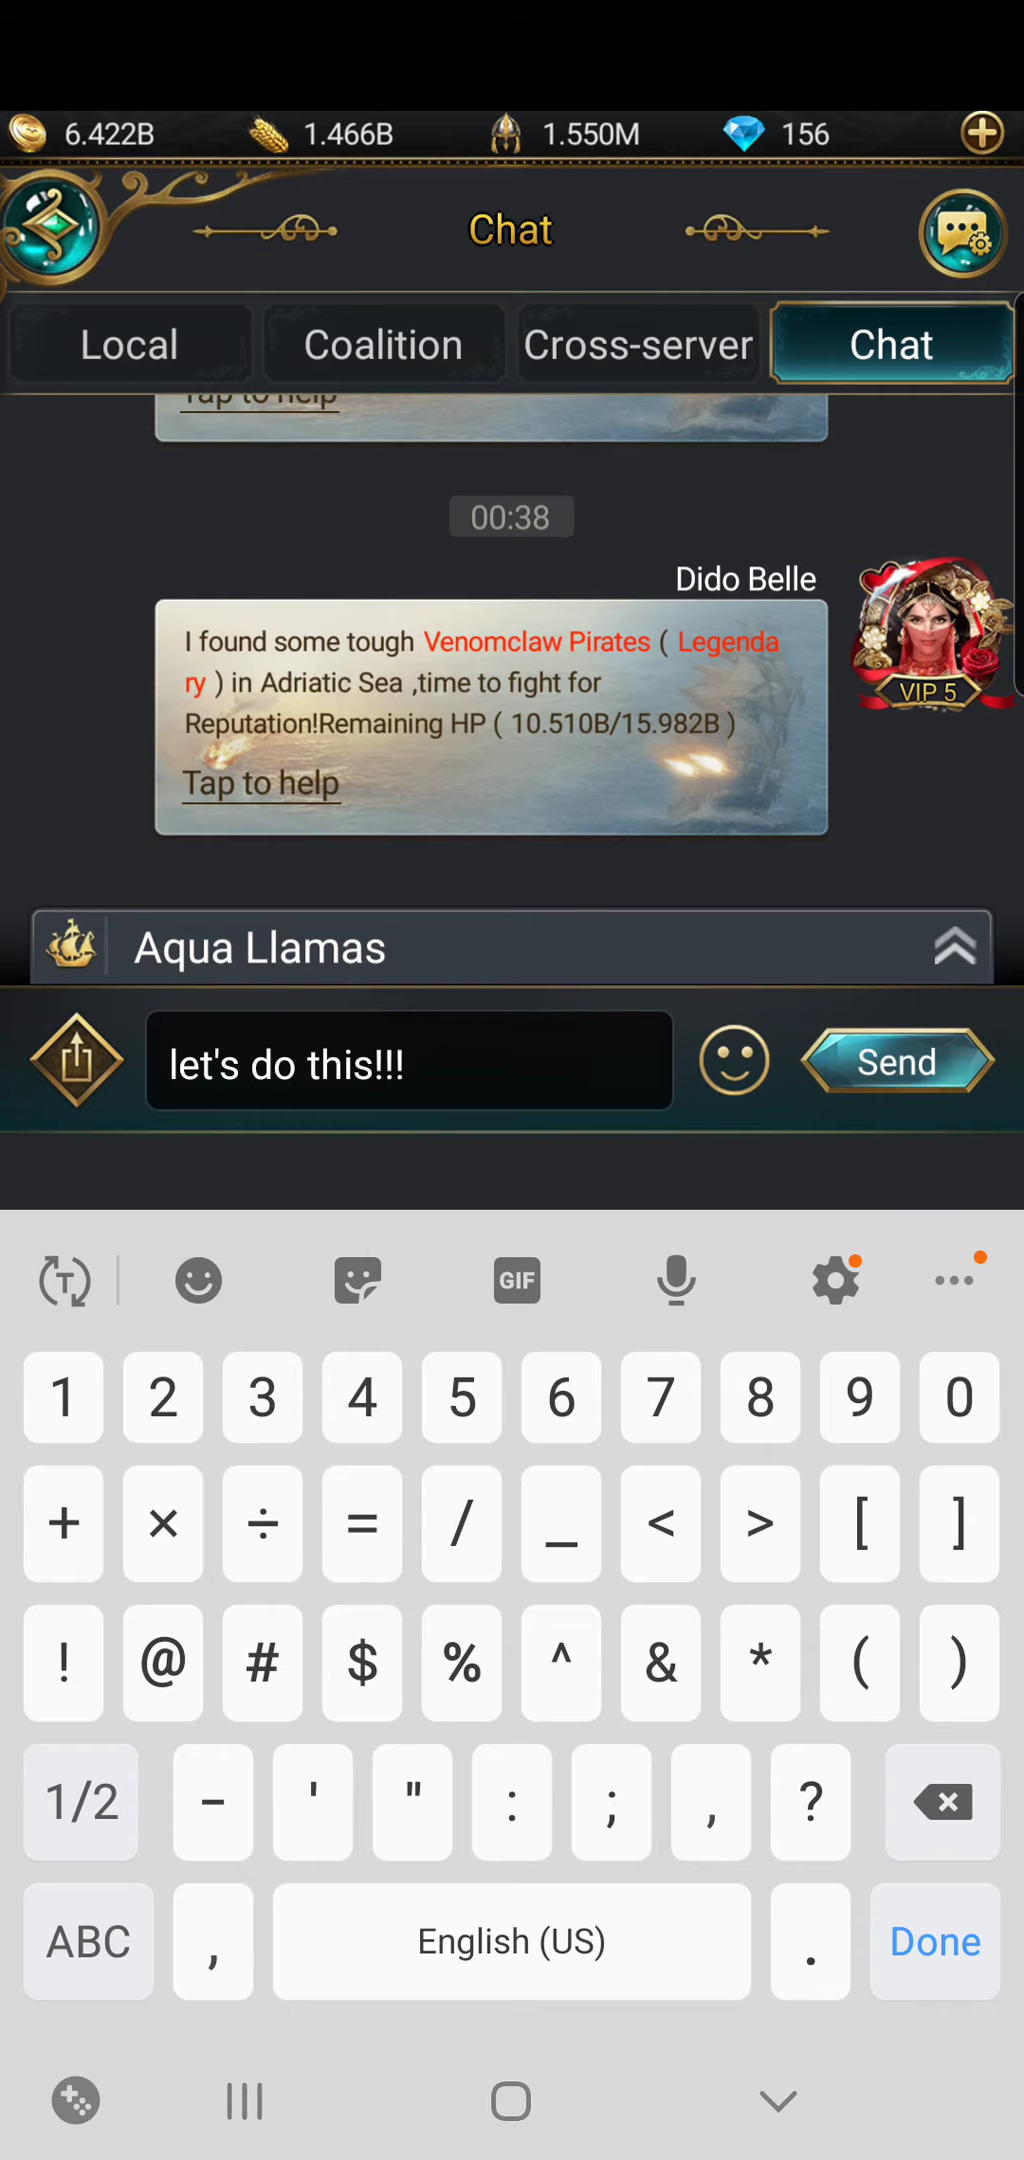 6.422B 1.466B 1.550M 156
Chat
Local Coalition Cross-server Chat
Tap to help
00:38
Dido Belle
I found some tough Venomclaw Pirates ( Legenda
ry ) in Adriatic Sea ,time to fight for
Reputation!Remaining HP ( 10.510B/15.982B )
Tap to help
VIP 5
Aqua Llamas
let's do this!!!
Send
T GIF
1 2 3 4 5 6 7 8 9 0
+ × ÷ = / _ < > [ ]
! @ # $ % ^ & * ( )
1/2 - ' " : ; , ?
ABC , English (US) . Done